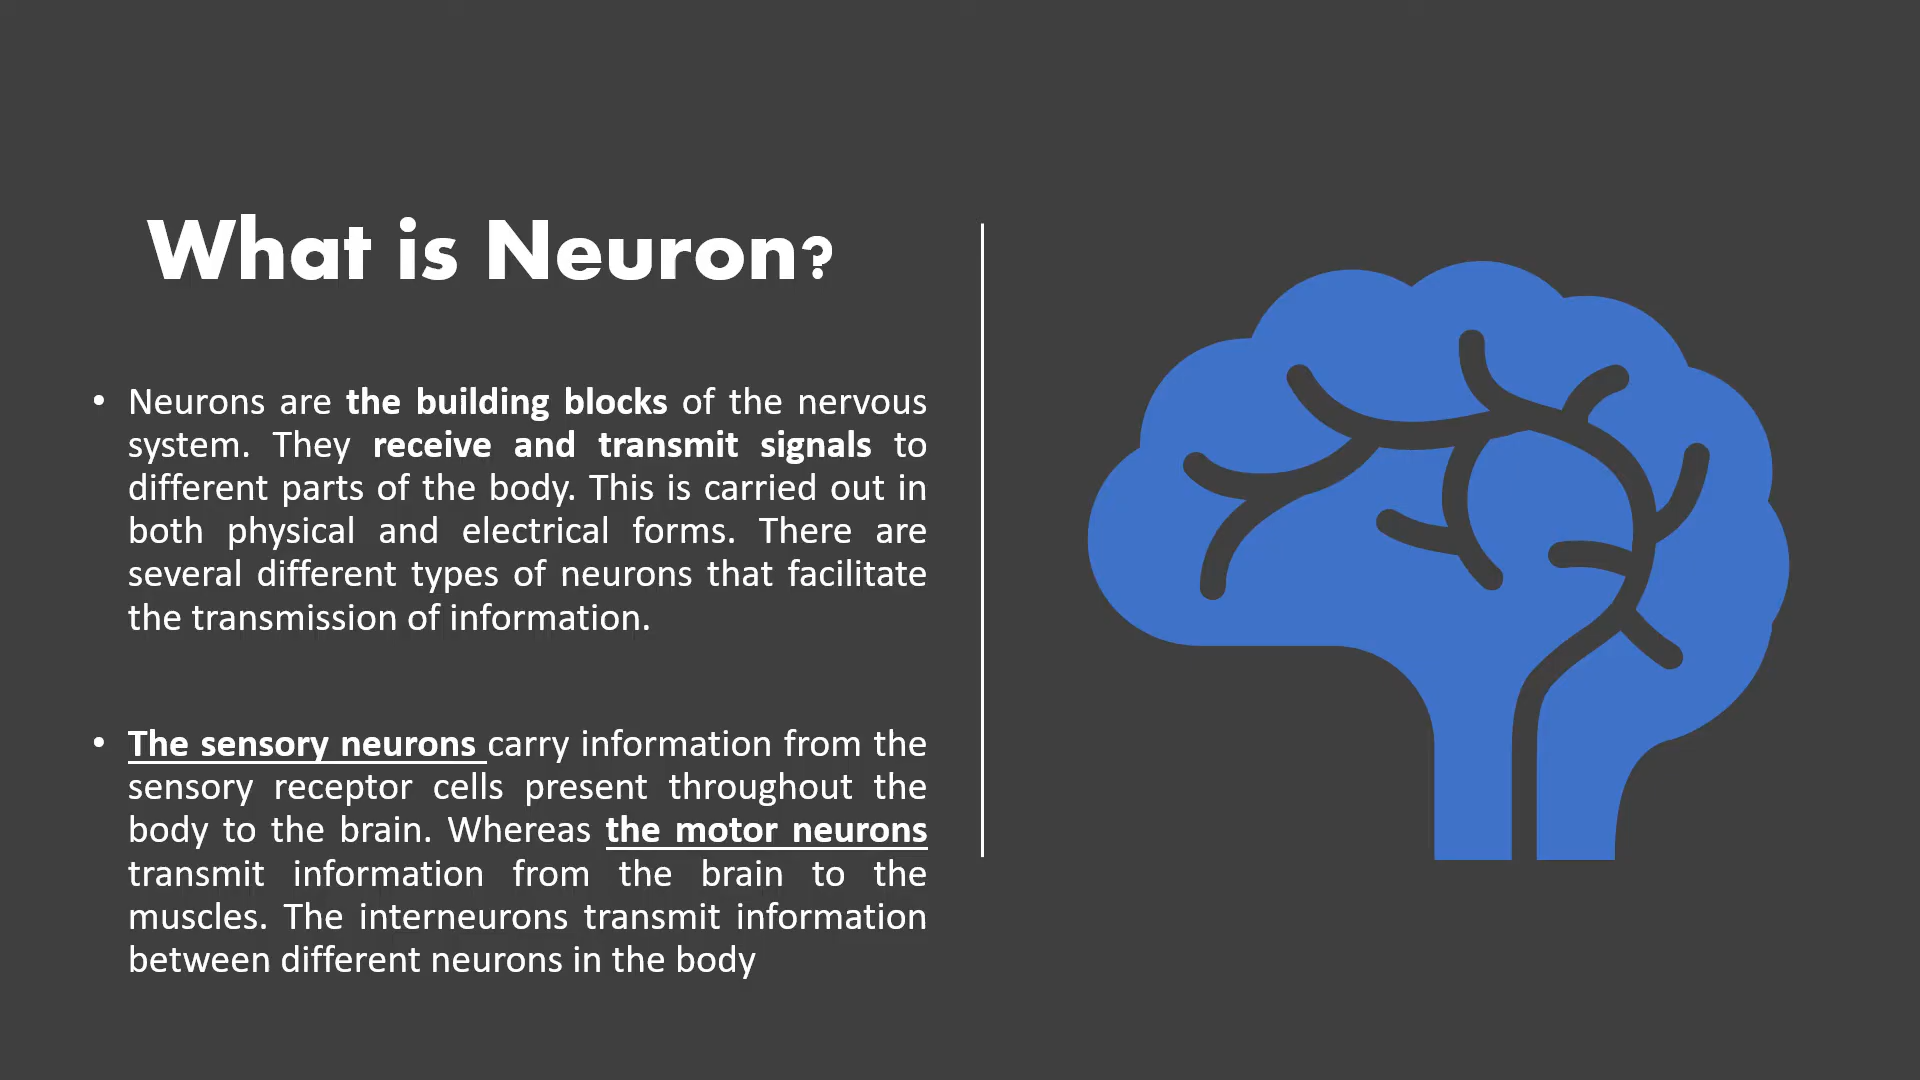 What is Neuron?
• Neurons are the building blocks of the nervous
system. They receive and transmit signals to
different parts of the body. This is carried out in
both physical and electrical forms. There are
several different types of neurons that facilitate
the transmission of information.
• The sensory neurons carry information from the
sensory receptor cells present throughout the
body to the brain. Whereas the motor neurons
transmit information from the brain to the
muscles. The interneurons transmit information
between different neurons in the body